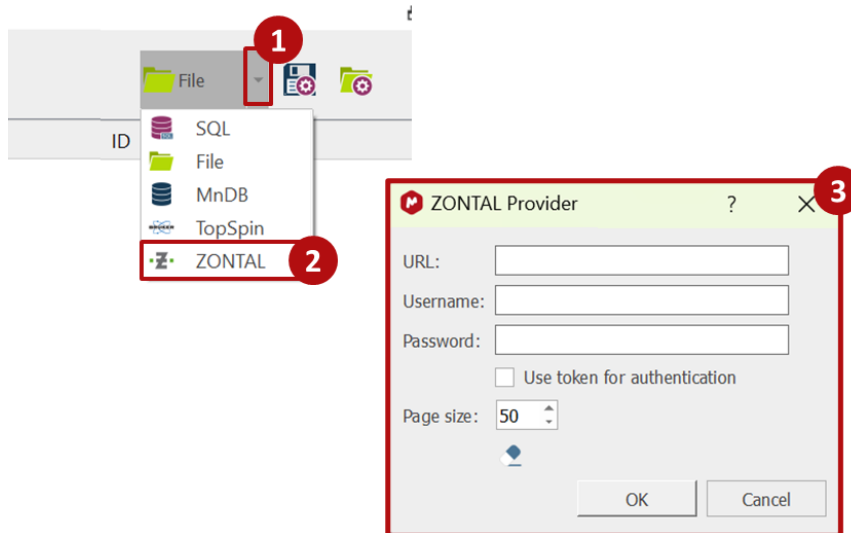 1
File
ID
SQL
File
MnDB
TopSpin
ZONTAL
2
3
ZONTAL Provider ?
URL:
Username:
Password:
Use token for authentication
Page size: 50
OK Cancel